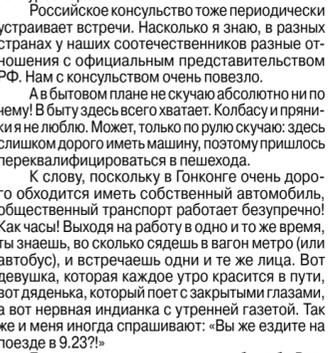 Российское консульство тоже периодически
устраивает встречи. Насколько я знаю, в разных
странах у наших соотечественников разные от-
ношения с официальным представительством
РФ. Нам с консульством очень повезло.
А в бытовом плане не скучаю абсолютно ни по
чему! В быту здесь всего хватает. Колбасу и пряни-
ки я не люблю. Может, только по рулю скучаю: здесь
слишком дорого иметь машину, поэтому пришлось
переквалифицироваться в пешехода.
К слову, поскольку в Гонконге очень доро-
го обходится иметь собственный автомобиль,
общественный транспорт работает безупречно!
Как часы! Выходя на работу в одно и то же время,
ты знаешь, во сколько сядешь в вагон метро (или
автобус), и встречаешь одни и те же лица. Вот
девушка, которая каждое утро красится в пути,
вот дяденька, который поет с закрытыми глазами,
а вот нервная индианка с утренней газетой. Так
же и меня иногда спрашивают: «Вы же ездите на
поезде в 9.23?!»